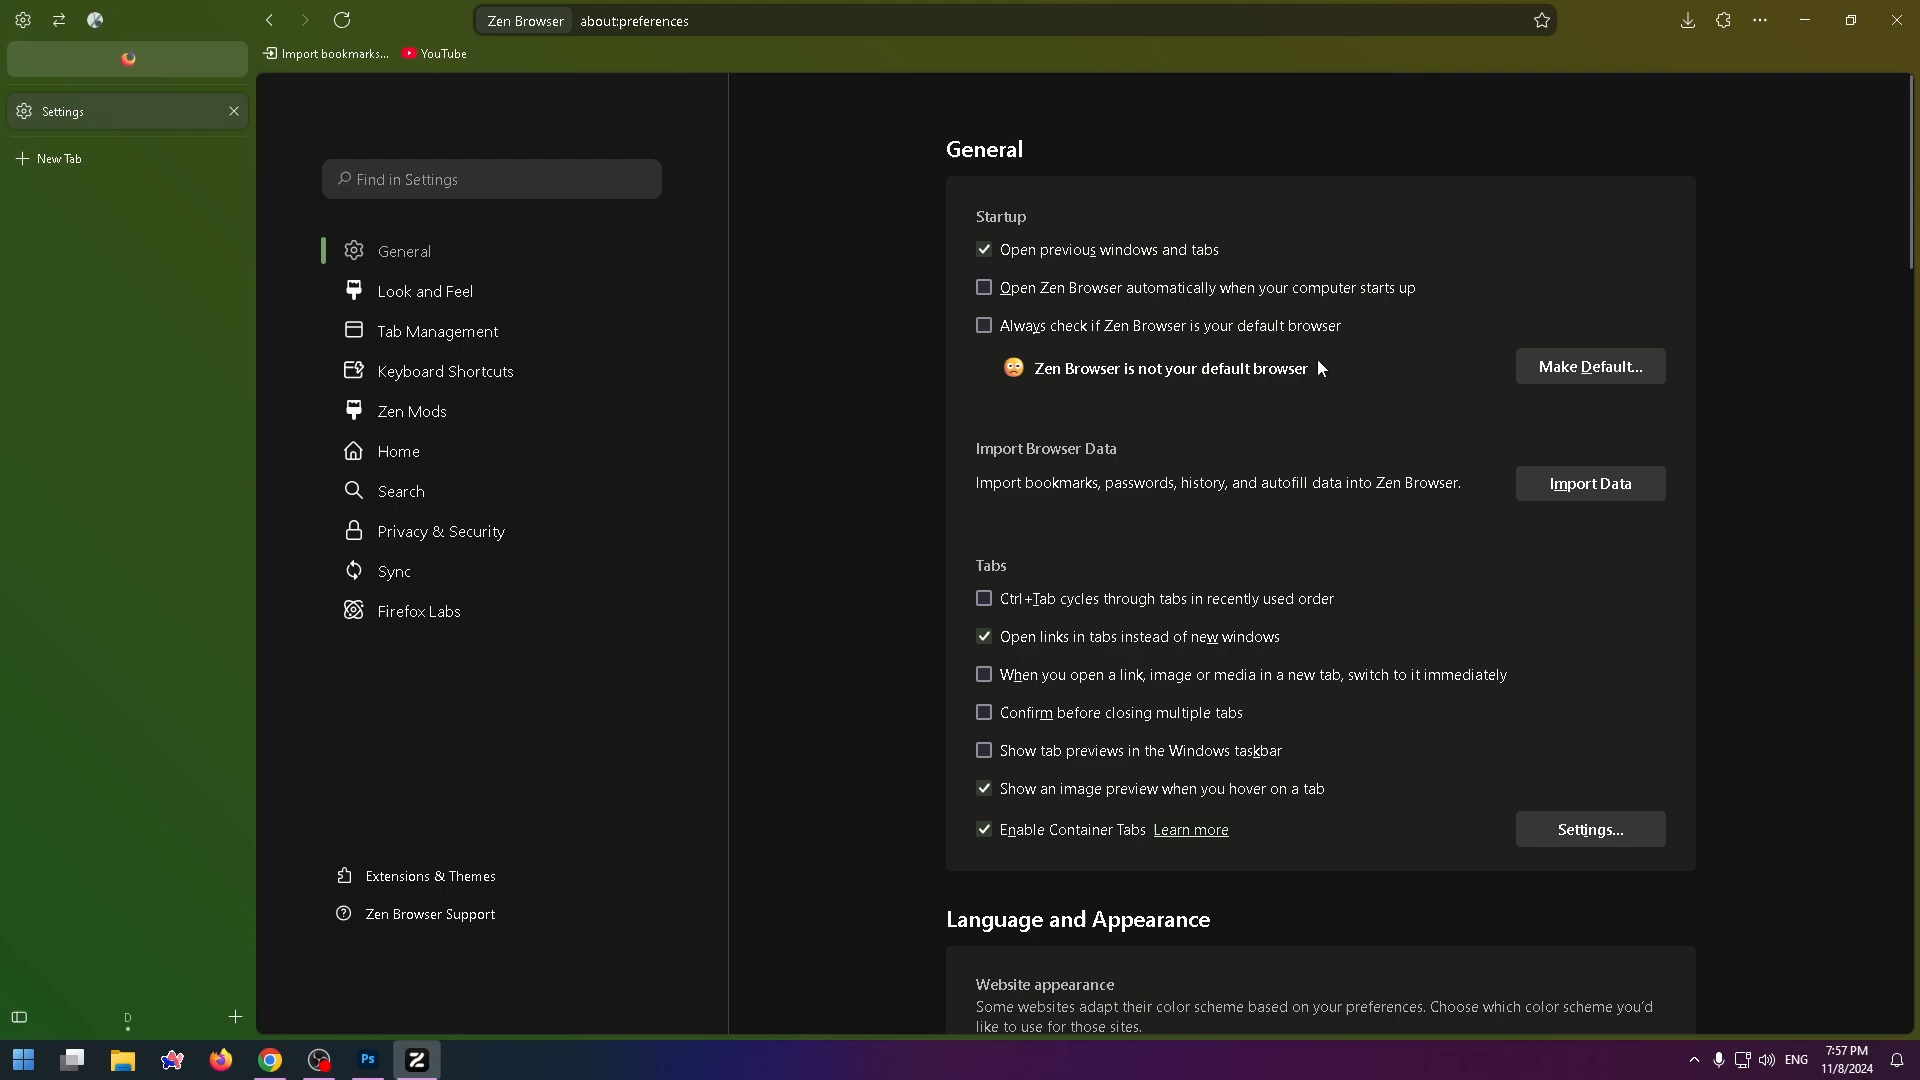 Zen Browser about:preferences
Import bookmarks... YouTube
Settings
New Tab
Find in Settings
General
Look and Feel
Tab Management
Keyboard Shortcuts
Zen Mods
Home
Search
Privacy & Security
Sync
Firefox Labs
Extensions & Themes
Zen Browser Support
General
Startup
Open previous windows and tabs
Open Zen Browser automatically when your computer starts up
Always check if Zen Browser is your default browser
Zen Browser is not your default browser
Make Default...
Import Browser Data
Import bookmarks, passwords, history, and autofill data into Zen Browser.
Import Data
Tabs
Ctrl+Tab cycles through tabs in recently used order
Open links in tabs instead of new windows
When you open a link, image or media in a new tab, switch to it immediately
Confirm before closing multiple tabs
Show tab previews in the Windows taskbar
Show an image preview when you hover on a tab
Enable Container Tabs Learn more
Settings...
Language and Appearance
Website appearance
Some websites adapt their color scheme based on your preferences. Choose which color scheme you'd
like to use for those sites.
D
Ps
ENG
7:57 PM
11/8/2024